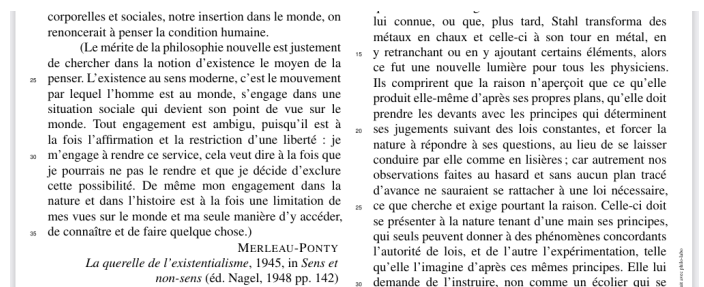 corporelles et sociales, notre insertion dans le monde, on
renoncerait à penser la condition humaine.
(Le mérite de la philosophie nouvelle est justement
de chercher dans la notion d'existence le moyen de la
25 penser. L'existence au sens moderne, c'est le mouvement
par lequel l'homme est au monde, s'engage dans une
situation sociale qui devient son point de vue sur le
monde. Tout engagement est ambigu, puisqu'il est à
la fois l'affirmation et la restriction d'une liberté : je
30 m'engage à rendre ce service, cela veut dire à la fois que
je pourrais ne pas le rendre et que je décide d'exclure
cette possibilité. De même mon engagement dans la
nature et dans l'histoire est à la fois une limitation de
mes vues sur le monde et ma seule manière d'y accéder,
35 de connaître et de faire quelque chose.)
MERLEAU-PONTY
La querelle de l'existentialisme, 1945, in Sens et
non-sens (éd. Nagel, 1948 pp. 142)
lui connue, ou que, plus tard, Stahl transforma des
métaux en chaux et celle-ci à son tour en métal, en
15 y retranchant ou en y ajoutant certains éléments, alors
ce fut une nouvelle lumière pour tous les physiciens.
Ils comprirent que la raison n'aperçoit que ce qu'elle
produit elle-même d'après ses propres plans, qu'elle doit
prendre les devants avec les principes qui déterminent
20 ses jugements suivant des lois constantes, et forcer la
nature à répondre à ses questions, au lieu de se laisser
conduire par elle comme en lisières ; car autrement nos
observations faites au hasard et sans aucun plan tracé
d'avance ne sauraient se rattacher à une loi nécessaire,
25 ce que cherche et exige pourtant la raison. Celle-ci doit
se présenter à la nature tenant d'une main ses principes,
qui seuls peuvent donner à des phénomènes concordants
l'autorité de lois, et de l'autre l'expérimentation, telle
qu'elle l'imagine d'après ces mêmes principes. Elle lui
30 demande de l'instruire, non comme un écolier qui se